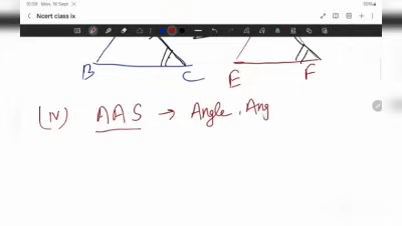 Ncert class ix
B C E F
(IV) AAS → Angle, Ang